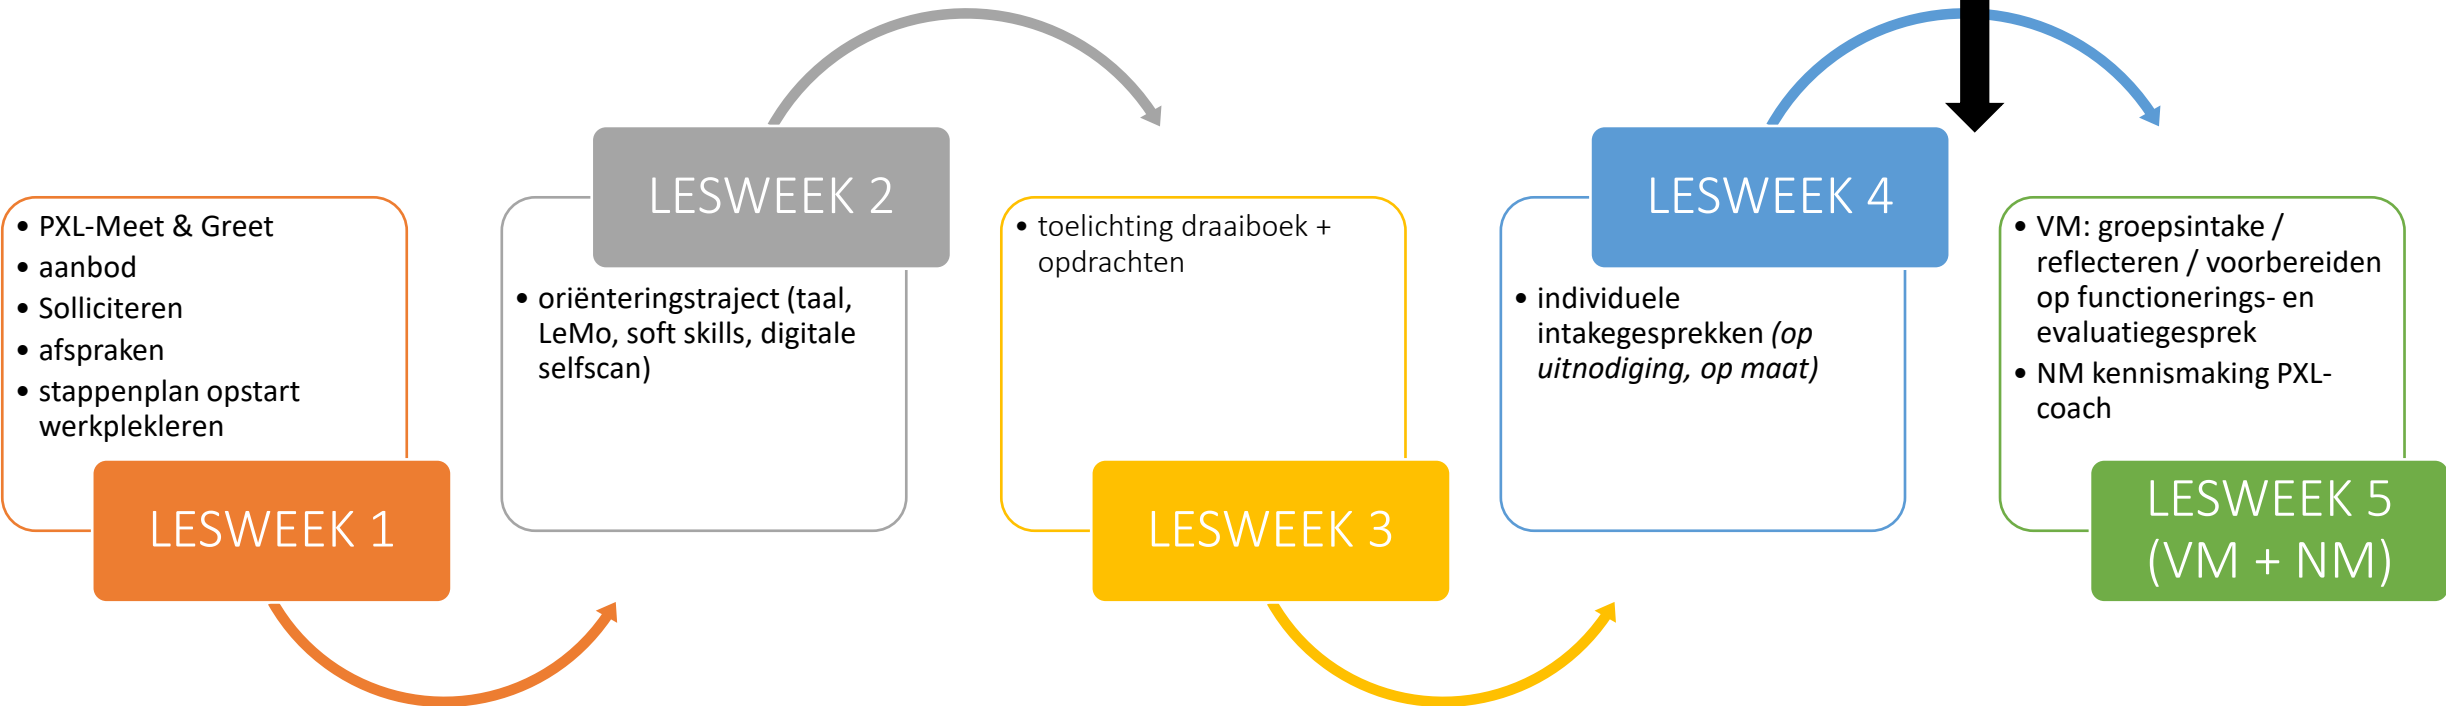 • PXL-Meet & Greet
• aanbod
• Solliciteren
• afspraken
• stappenplan opstart
werkplekleren
LESWEEK 1
LESWEEK 2
• oriënteringstraject (taal,
LeMo, soft skills, digitale
selfscan)
• toelichting draaiboek +
opdrachten
LESWEEK 3
LESWEEK 4
• individuele
intakegesprekken (op
uitnodiging, op maat)
• VM: groepsintake /
reflecteren / voorbereiden
op functionerings- en
evaluatiegesprek
• NM kennismaking PXL-
coach
LESWEEK 5
(VM + NM)